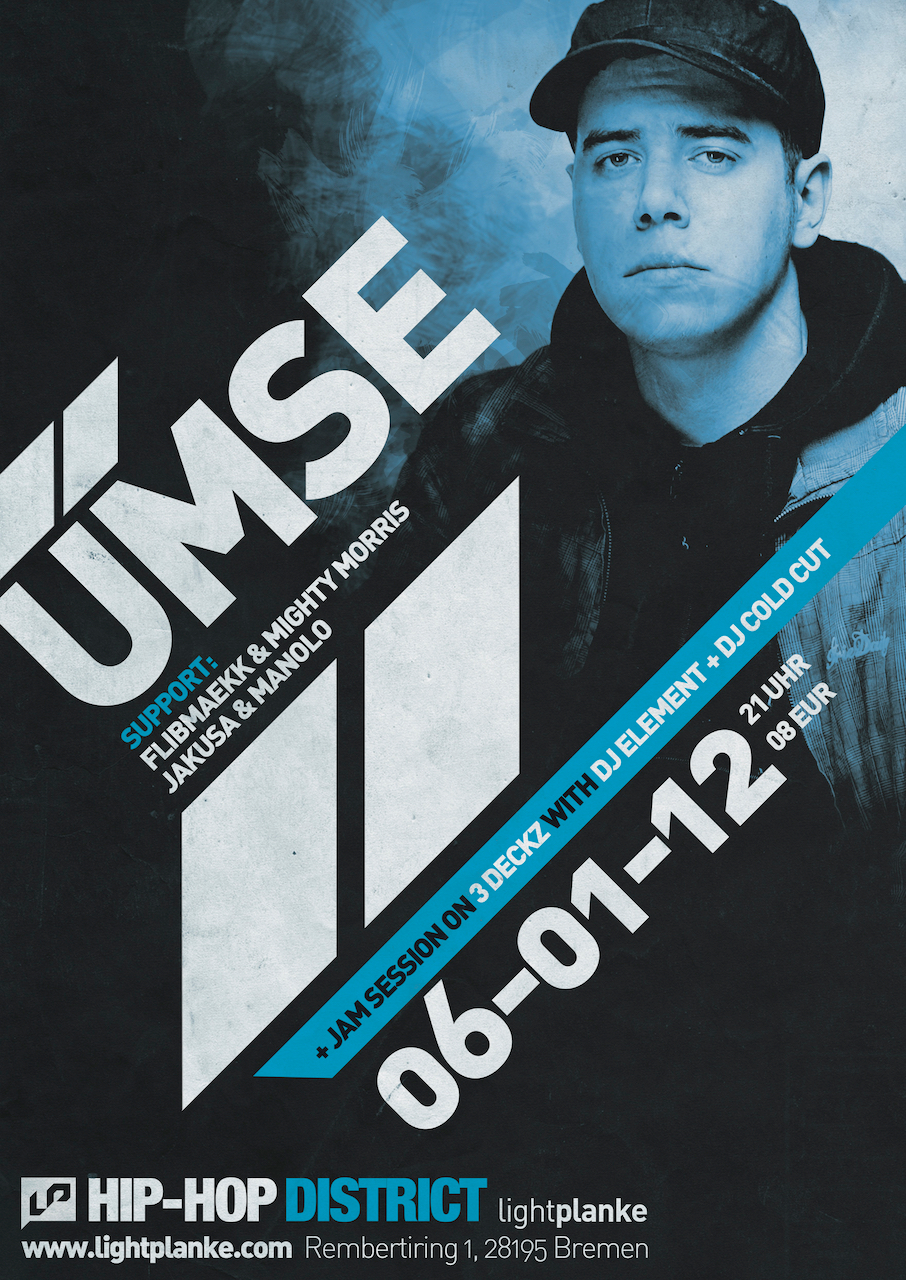 UMSE
SUPPORT:
FLIBMAEKK & MIGHTY MORRIS
JAKUSA & MANOLO
+ JAM SESSION ON 3 DECKZ WITH DJ ELEMENT + DJ COLD CUT
06-01-12
21 UHR
08 EUR
HIP-HOP DISTRICT lightplanke
www.lightplanke.com Rembertiring 1, 28195 Bremen